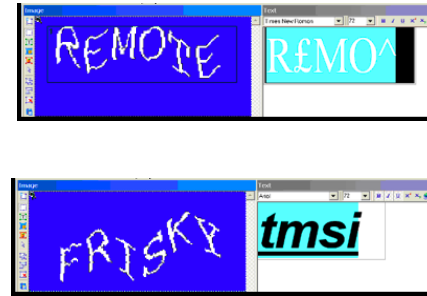 Image Text
Times New Roman 72 B I U
REMOTE R£MO^
Image Text
Arial 72 B I U
FRISKY tmsi